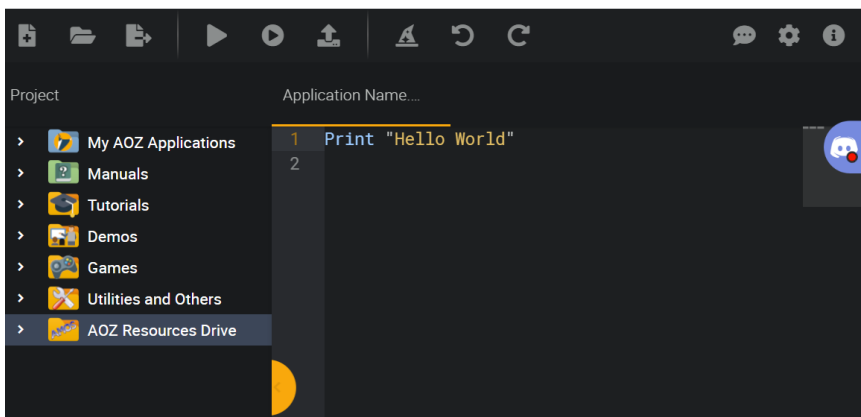 Project
Application Name....
My AOZ Applications
Manuals
Tutorials
Demos
Games
Utilities and Others
AOZ Resources Drive
1 Print "Hello World"
2